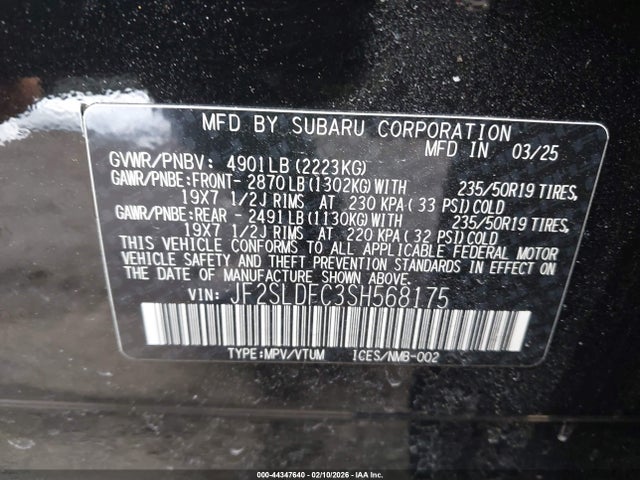 MFD BY SUBARU CORPORATION
MFD IN 03/25
GVWR/PNBV: 4901LB(2223KG)
GAWR/PNBE:FRONT- 2870LB(1302KG)WITH 235/50R19 TIRES,
19X7 1/2J RIMS AT 230 KPA(33 PSI)COLD
GAWR/PNBE:REAR - 2491LB(1130KG)WITH 235/50R19 TIRES,
19X7 1/2J RIMS AT 220 KPA(32 PSI)COLD
THIS VEHICLE CONFORMS TO ALL APPLICABLE FEDERAL MOTOR
VEHICLE SAFETY AND THEFT PREVENTION STANDARDS IN EFFECT ON
THE DATE OF MANUFACTURE SHOWN ABOVE.
VIN: JF2SLDFC3SH568175
TYPE:MPV/VTUM 1CES/NMB-002
000-44347640 - 02/10/2026 - IAA Inc.